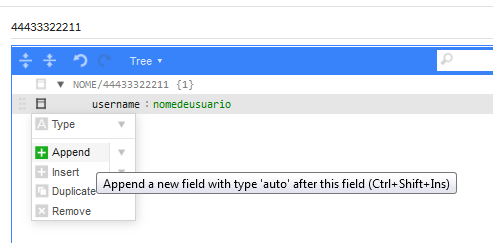 44433322211
Tree
NOME/44433322211 {1}
username : nomedeusuario
Type
Append
Insert
Append a new field with type 'auto' after this field (Ctrl+Shift+Ins)
Duplicate
Remove